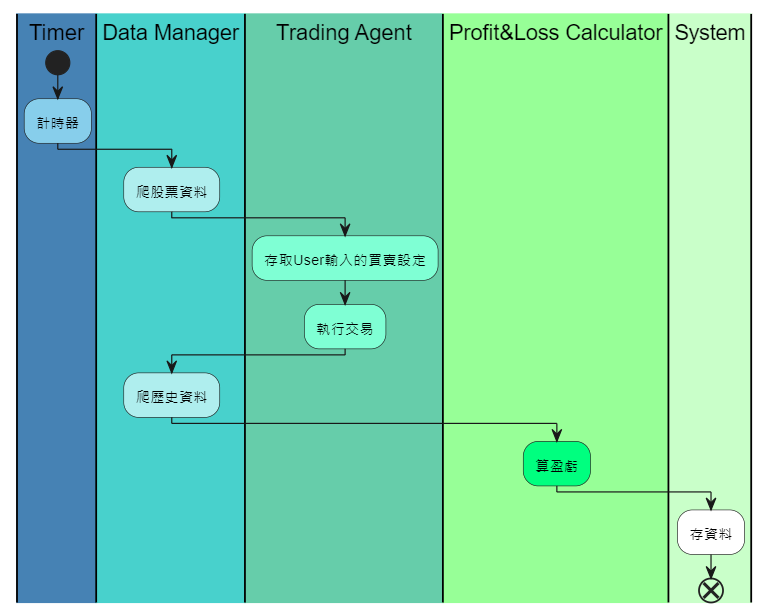 Timer
Data Manager
Trading Agent
Profit&Loss Calculator
System
計時器
爬股票資料
存取User輸入的買賣設定
執行交易
爬歷史資料
算盈虧
存資料